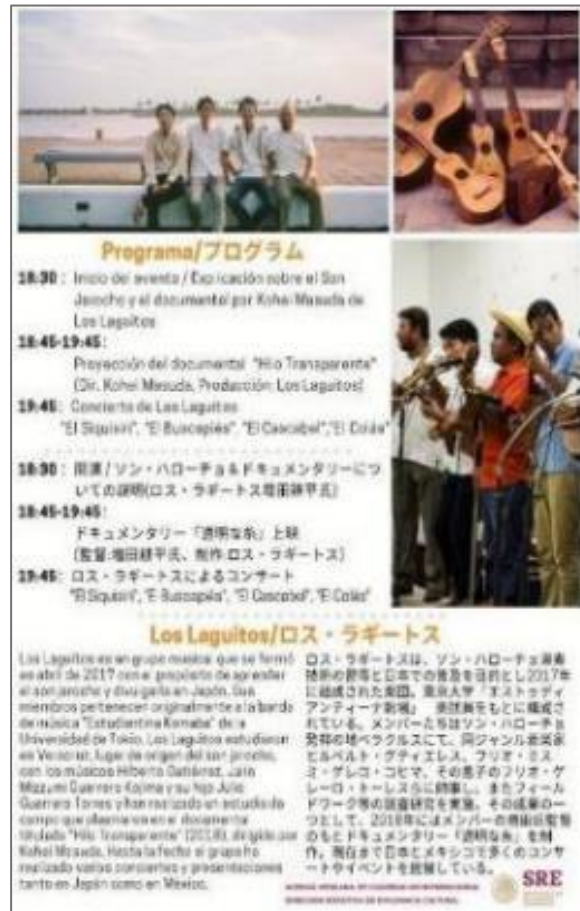 Programa/プログラム
18:30: Inicio del evento / Explicación sobre el Son
Jarocho y el documental por Kohei Masuda de
Los Laguitos
18:45-19:45:
Proyección del documental "Hilo Transparente"
(Dir. Kohei Masuda, Producción: Los Laguitos)
19:45: Concierto de Los Laguitos
"El Siquisirí", "El Buscapiés", "El Cascabel", "El Colás"
18:30: 開演/ソン・ハローチョ&ドキュメンタリーにつ
いての説明(ロス・ラギートス増田耕平氏)
18:45-19:45:
ドキュメンタリー「透明な糸」上映
(監督:増田耕平氏、制作:ロス・ラギートス)
19:45: ロス・ラギートスによるコンサート
"El Siquisirí", "El Buscapiés", "El Cascabel", "El Colás"
Los Laguitos/ロス・ラギートス
Los Laguitos es un grupo musical que se formó
en abril de 2017 con el propósito de aprender
el son jarocho y divulgarlo en Japón. Sus
miembros pertenecen originalmente a la banda
de música "Estudiantina Komaba" de la
Universidad de Tokio. Los Laguitos estudiaron
en Veracruz, lugar de origen del son jarocho,
con los músicos Hilberto Gutiérrez, Julio
Mizzumi Guerrero Kojima y su hijo Julio
Guerrero Torres y han realizado un estudio de
campo que plasmaron en el documental
titulado "Hilo Transparente" (2018), dirigido por
Kohei Masuda. Hasta la fecha el grupo ha
realizado varios conciertos y presentaciones
tanto en Japón como en México.
ロス・ラギートスは、ソン・ハローチョ演奏
技術の習得と日本での普及を目的とし2017年
に結成された楽団。東京大学「エストゥディ
アンティーナ駒場」
をもとに構成さ
れている。メンバーたちはソン・ハローチョ
発祥の地ベラクルスにて、同ジャンル音楽家
ヒルベルト・グティエレス、フリオ・ミス
ミ・ゲレロ・コヒマ、その息子のフリオ・ゲ
レーロ・トーレスらに師事し、またフィール
ドワーク等の調査研究を実施。その成果の一
つとして、2018年にメンバーの増田氏監督
のもとドキュメンタリー「透明な糸」を制
作。現在まで日本とメキシコで多くのコンサ
ートやイベントを開催している。
SRE